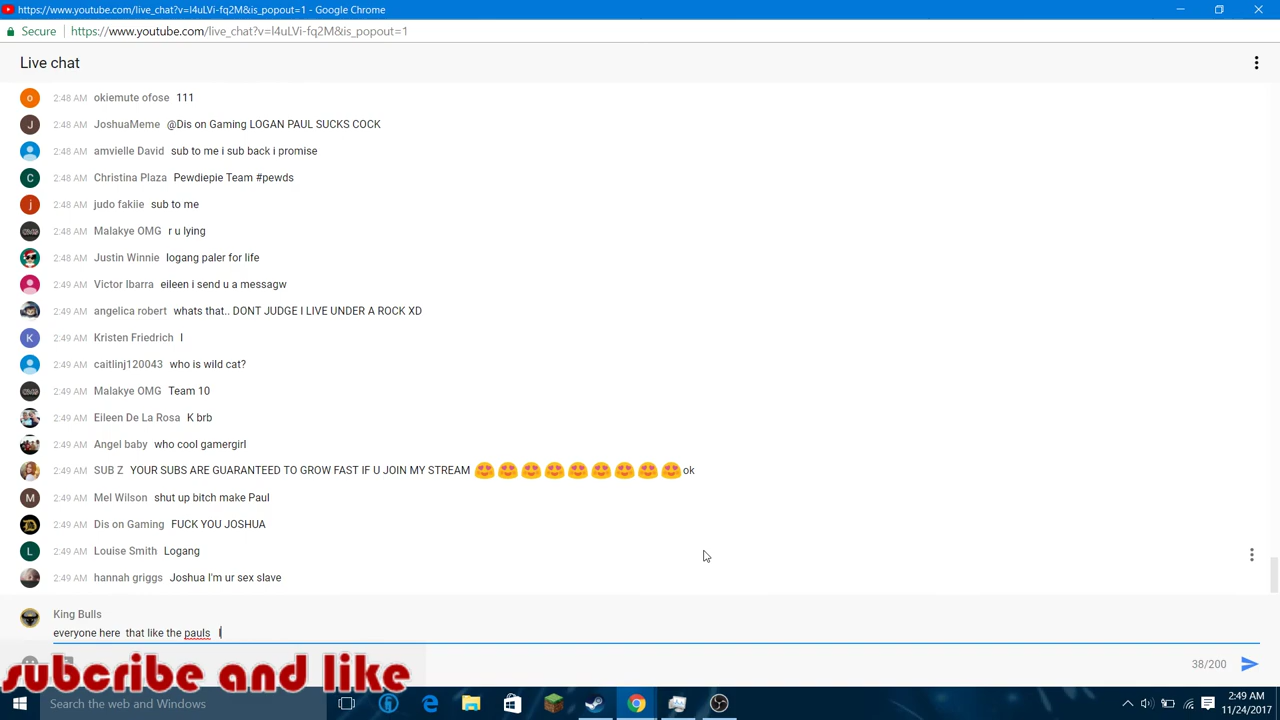 https://www.youtube.com/live_chat?v=l4uLVi-fq2M&is_popout=1 - Google Chrome
Secure | https://www.youtube.com/live_chat?v=l4uLVi-fq2M&is_popout=1
Live chat
o 2:48 AM okiemute ofose 111
J 2:48 AM JoshuaMeme @Dis on Gaming LOGAN PAUL SUCKS COCK
2:48 AM amvielle David sub to me i sub back i promise
C 2:48 AM Christina Plaza Pewdiepie Team #pewds
j 2:48 AM judo fakiie sub to me
2:48 AM Malakye OMG r u lying
2:48 AM Justin Winnie logang paler for life
2:49 AM Victor Ibarra eileen i send u a messagw
2:49 AM angelica robert whats that.. DONT JUDGE I LIVE UNDER A ROCK XD
K 2:49 AM Kristen Friedrich I
2:49 AM caitlinj120043 who is wild cat?
2:49 AM Malakye OMG Team 10
2:49 AM Eileen De La Rosa K brb
2:49 AM Angel baby who cool gamergirl
2:49 AM SUB Z YOUR SUBS ARE GUARANTEED TO GROW FAST IF U JOIN MY STREAM 😍😍😍😍😍😍😍😍😍 ok
M 2:49 AM Mel Wilson shut up bitch make Paul
2:49 AM Dis on Gaming FUCK YOU JOSHUA
L 2:49 AM Louise Smith Logang
2:49 AM hannah griggs Joshua I'm ur sex slave
King Bulls
everyone here that like the pauls
38/200
subcribe and like
Search the web and Windows
2:49 AM
11/24/2017